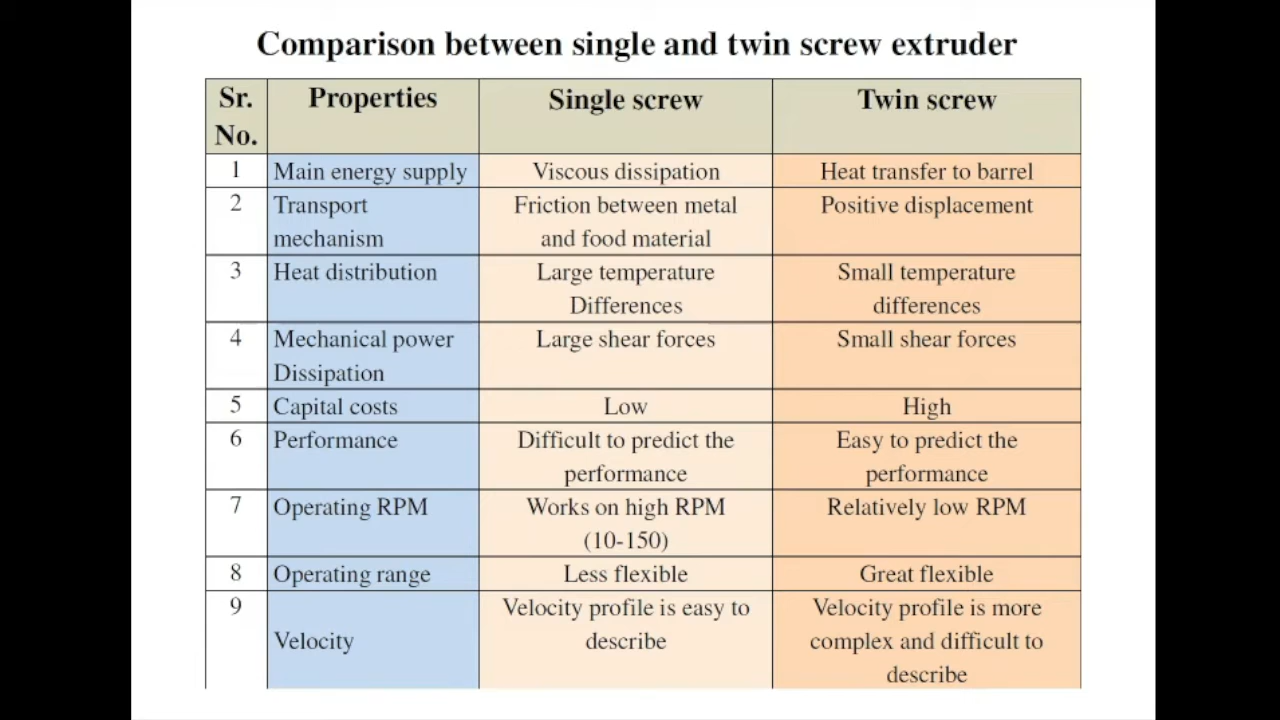 Comparison between single and twin screw extruder
Sr. No. Properties Single screw Twin screw
1 Main energy supply Viscous dissipation Heat transfer to barrel
2 Transport Friction between metal Positive displacement
mechanism and food material
3 Heat distribution Large temperature Small temperature
Differences differences
4 Mechanical power Large shear forces Small shear forces
Dissipation
5 Capital costs Low High
6 Performance Difficult to predict the Easy to predict the
performance performance
7 Operating RPM Works on high RPM Relatively low RPM
(10-150)
8 Operating range Less flexible Great flexible
9 Velocity profile is easy to Velocity profile is more
Velocity describe complex and difficult to
describe